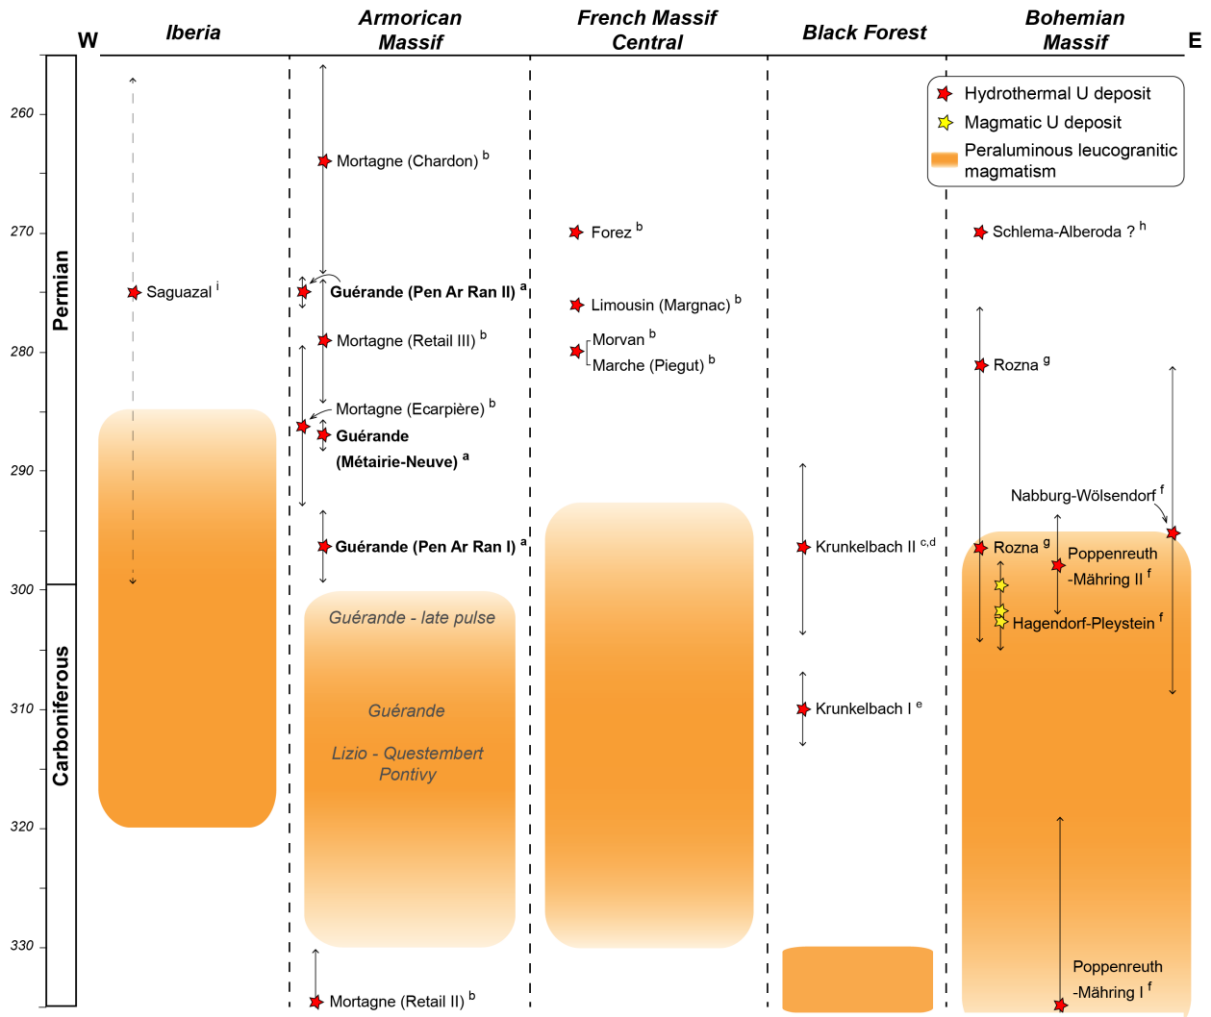 W
Iberia
Armorican
Massif
French Massif
Central
Black Forest
Bohemian
Massif
E
Hydrothermal U deposit
Magmatic U deposit
Peraluminous leucogranitic
magmatism
Permian
Carboniferous
260
270
280
290
300
310
320
330
Saguazal i
Mortagne (Chardon) b
Guérande (Pen Ar Ran II) a
Mortagne (Retail III) b
Mortagne (Ecarpière) b
Guérande
(Métairie-Neuve) a
Guérande (Pen Ar Ran I) a
Guérande - late pulse
Guérande
Lizio - Questembert
Pontivy
Mortagne (Retail II) b
Forez b
Limousin (Margnac) b
Morvan b
Marche (Piegut) b
Krunkelbach II c,d
Krunkelbach I e
Schlema-Alberoda ? h
Rozna g
Nabburg-Wölsendorf f
Rozna g
Poppenreuth
-Mähring II f
Hagendorf-Pleystein f
Poppenreuth
-Mähring I f